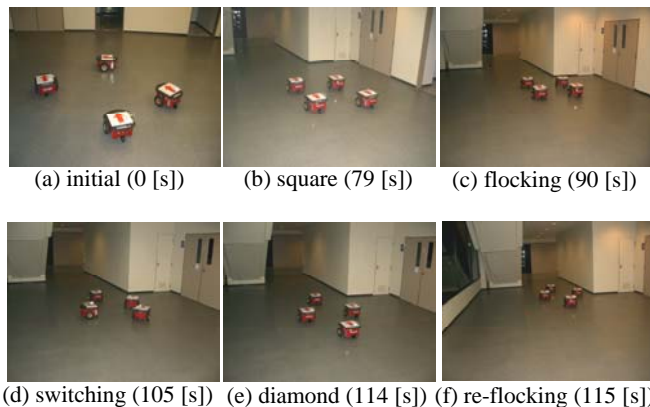 (a) initial (0 [s])
(b) square (79 [s])
(c) flocking (90 [s])
(d) switching (105 [s])
(e) diamond (114 [s])
(f) re-flocking (115 [s])